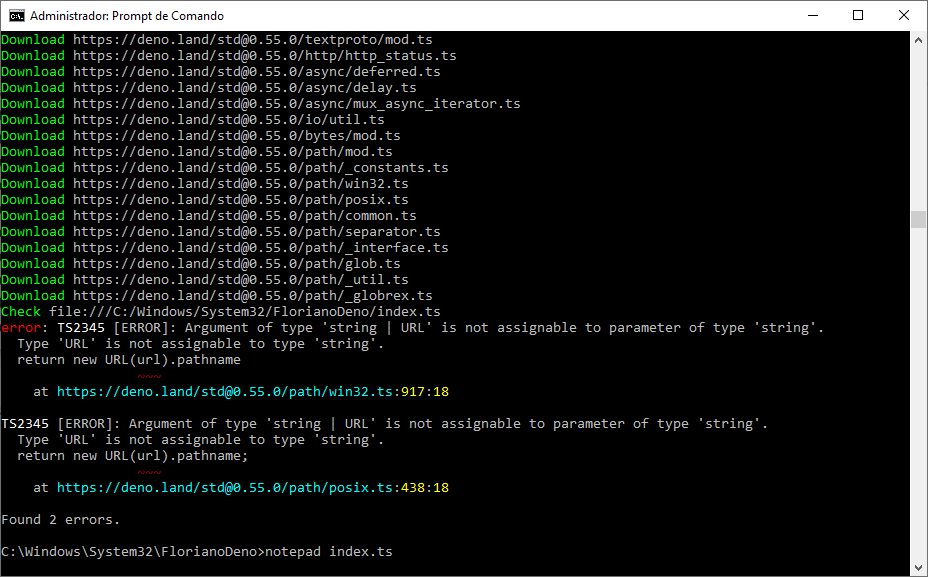 Administrador: Prompt de Comando
Download https://deno.land/std@0.55.0/textproto/mod.ts
Download https://deno.land/std@0.55.0/http/http_status.ts
Download https://deno.land/std@0.55.0/async/deferred.ts
Download https://deno.land/std@0.55.0/async/delay.ts
Download https://deno.land/std@0.55.0/async/mux_async_iterator.ts
Download https://deno.land/std@0.55.0/io/util.ts
Download https://deno.land/std@0.55.0/bytes/mod.ts
Download https://deno.land/std@0.55.0/path/mod.ts
Download https://deno.land/std@0.55.0/path/_constants.ts
Download https://deno.land/std@0.55.0/path/win32.ts
Download https://deno.land/std@0.55.0/path/posix.ts
Download https://deno.land/std@0.55.0/path/common.ts
Download https://deno.land/std@0.55.0/path/separator.ts
Download https://deno.land/std@0.55.0/path/_interface.ts
Download https://deno.land/std@0.55.0/path/glob.ts
Download https://deno.land/std@0.55.0/path/_util.ts
Download https://deno.land/std@0.55.0/path/_globrex.ts
Check file:///C:/Windows/System32/FlorianoDeno/index.ts
error: TS2345 [ERROR]: Argument of type 'string | URL' is not assignable to parameter of type 'string'.
  Type 'URL' is not assignable to type 'string'.
  return new URL(url).pathname
                 ~~~
    at https://deno.land/std@0.55.0/path/win32.ts:917:18

TS2345 [ERROR]: Argument of type 'string | URL' is not assignable to parameter of type 'string'.
  Type 'URL' is not assignable to type 'string'.
  return new URL(url).pathname;
                 ~~~
    at https://deno.land/std@0.55.0/path/posix.ts:438:18

Found 2 errors.

C:\Windows\System32\FlorianoDeno>notepad index.ts